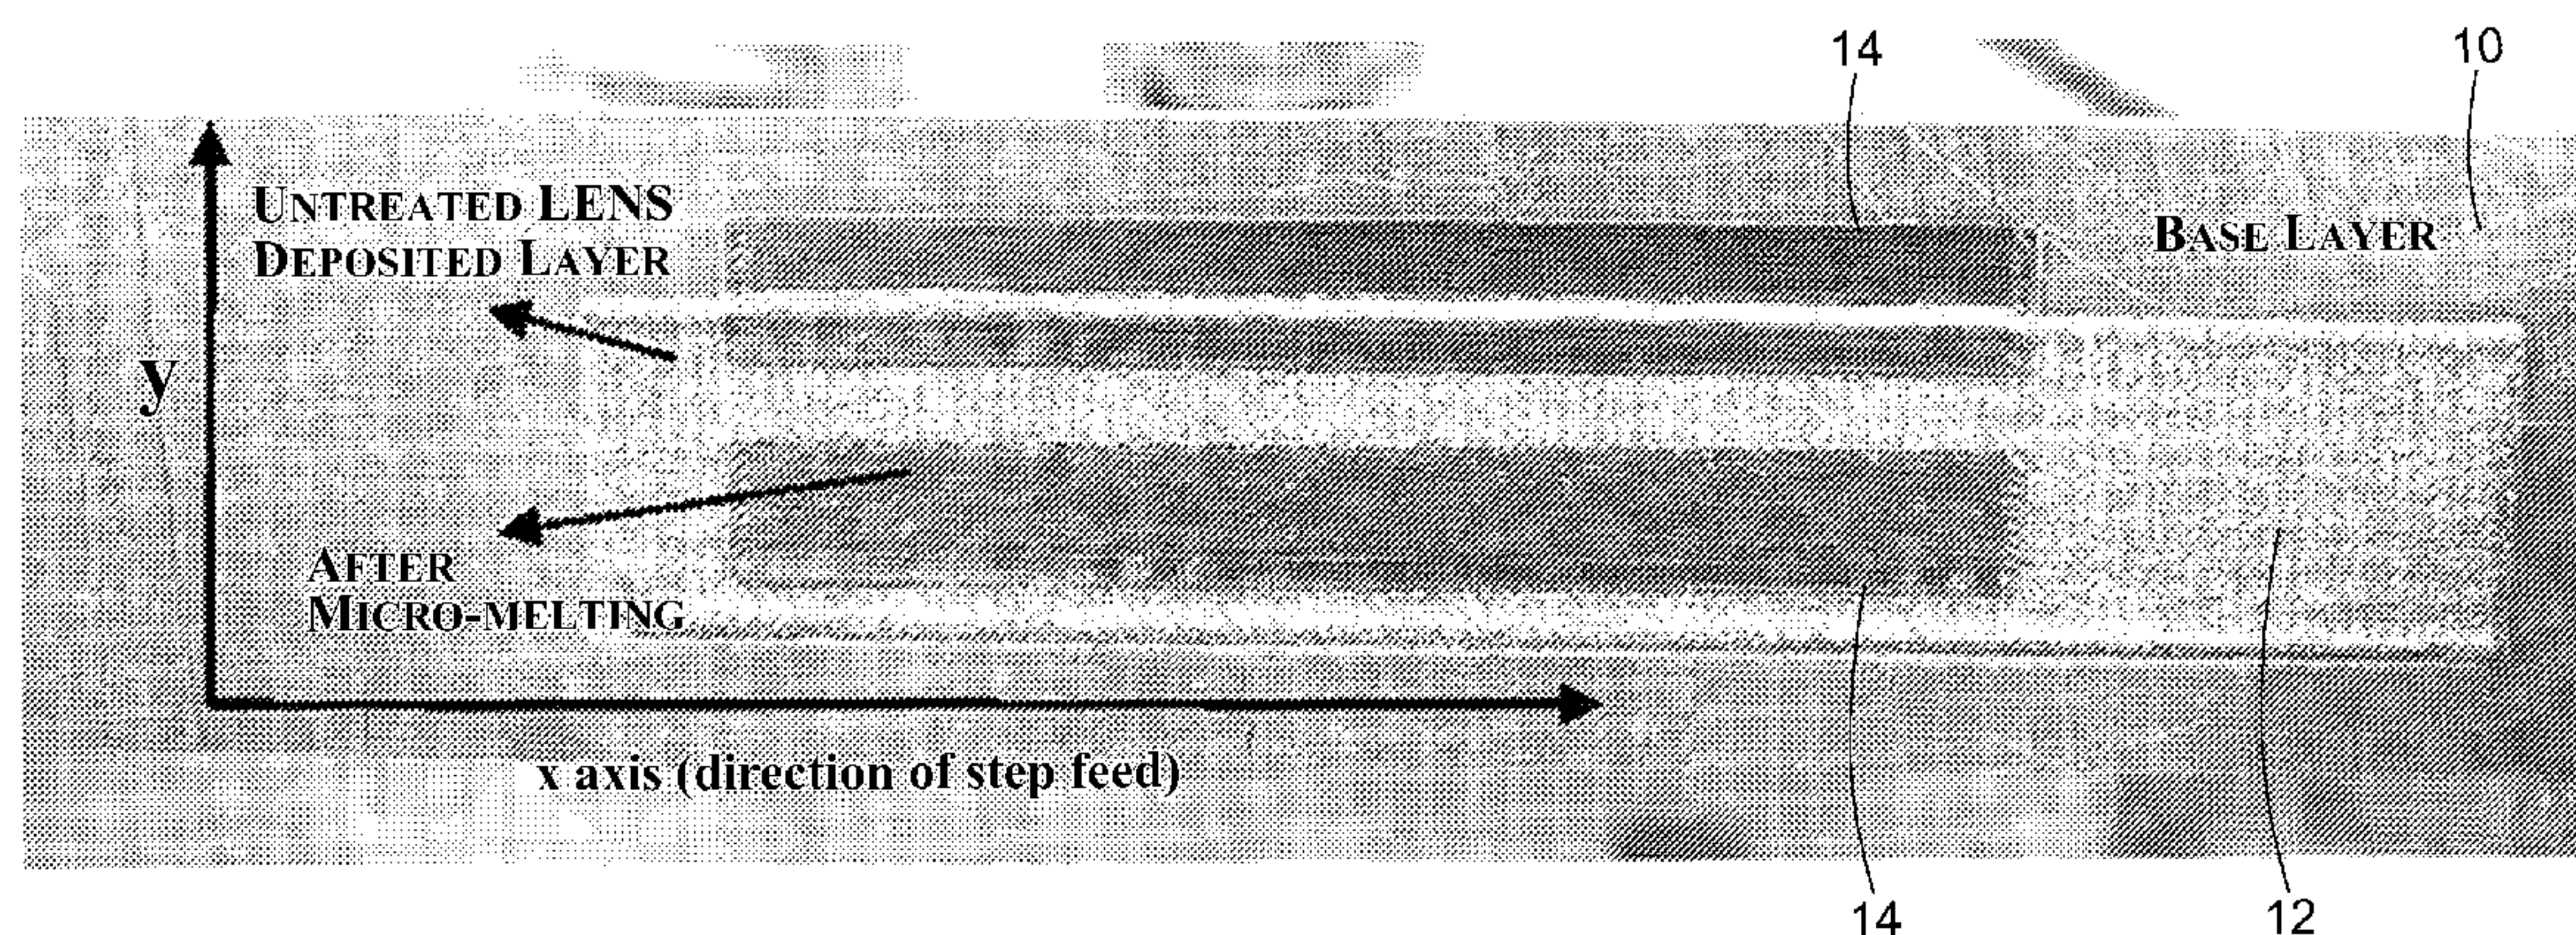 14
10
UNTREATED LENS
DEPOSITED LAYER
BASE LAYER
y
AFTER
MICRO-MELTING
x axis (direction of step feed)
14
12